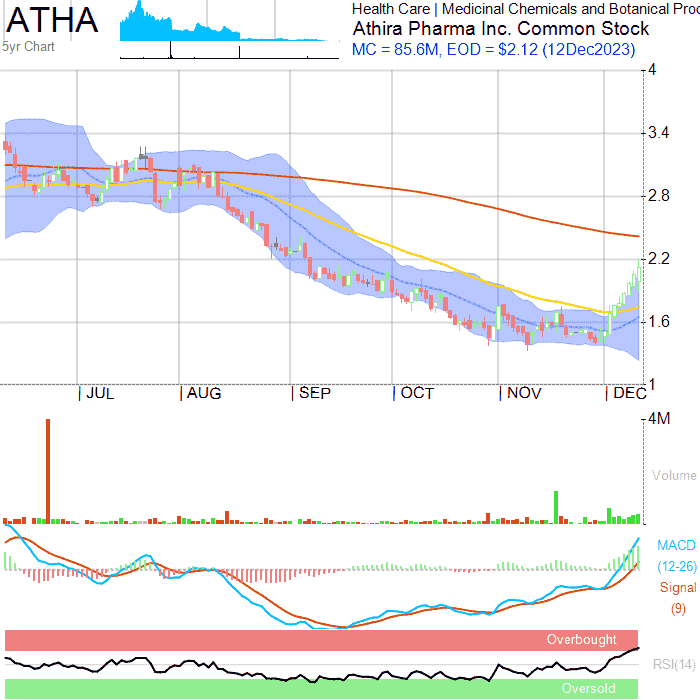 ATHA
5yr Chart
Health Care | Medicinal Chemicals and Botanical Proc
Athira Pharma Inc. Common Stock
MC = 85.6M, EOD = $2.12 (12Dec2023)
4
3.4
2.8
2.2
1.6
1
| JUL | AUG | SEP | OCT | NOV | DEC
4M
Volume
MACD
(12-26)
Signal
(9)
Overbought
RSI(14)
Oversold